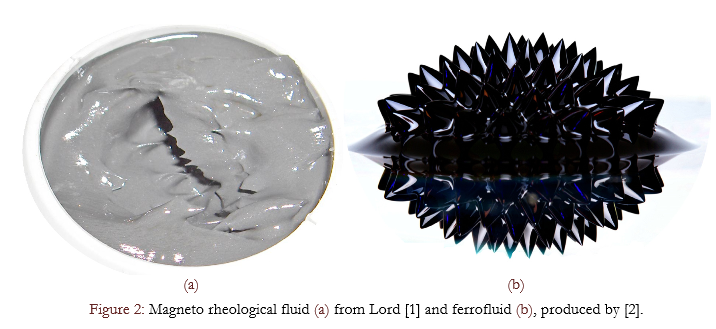 (a)
(b)
Figure 2: Magneto rheological fluid (a) from Lord [1] and ferrofluid (b), produced by [2].